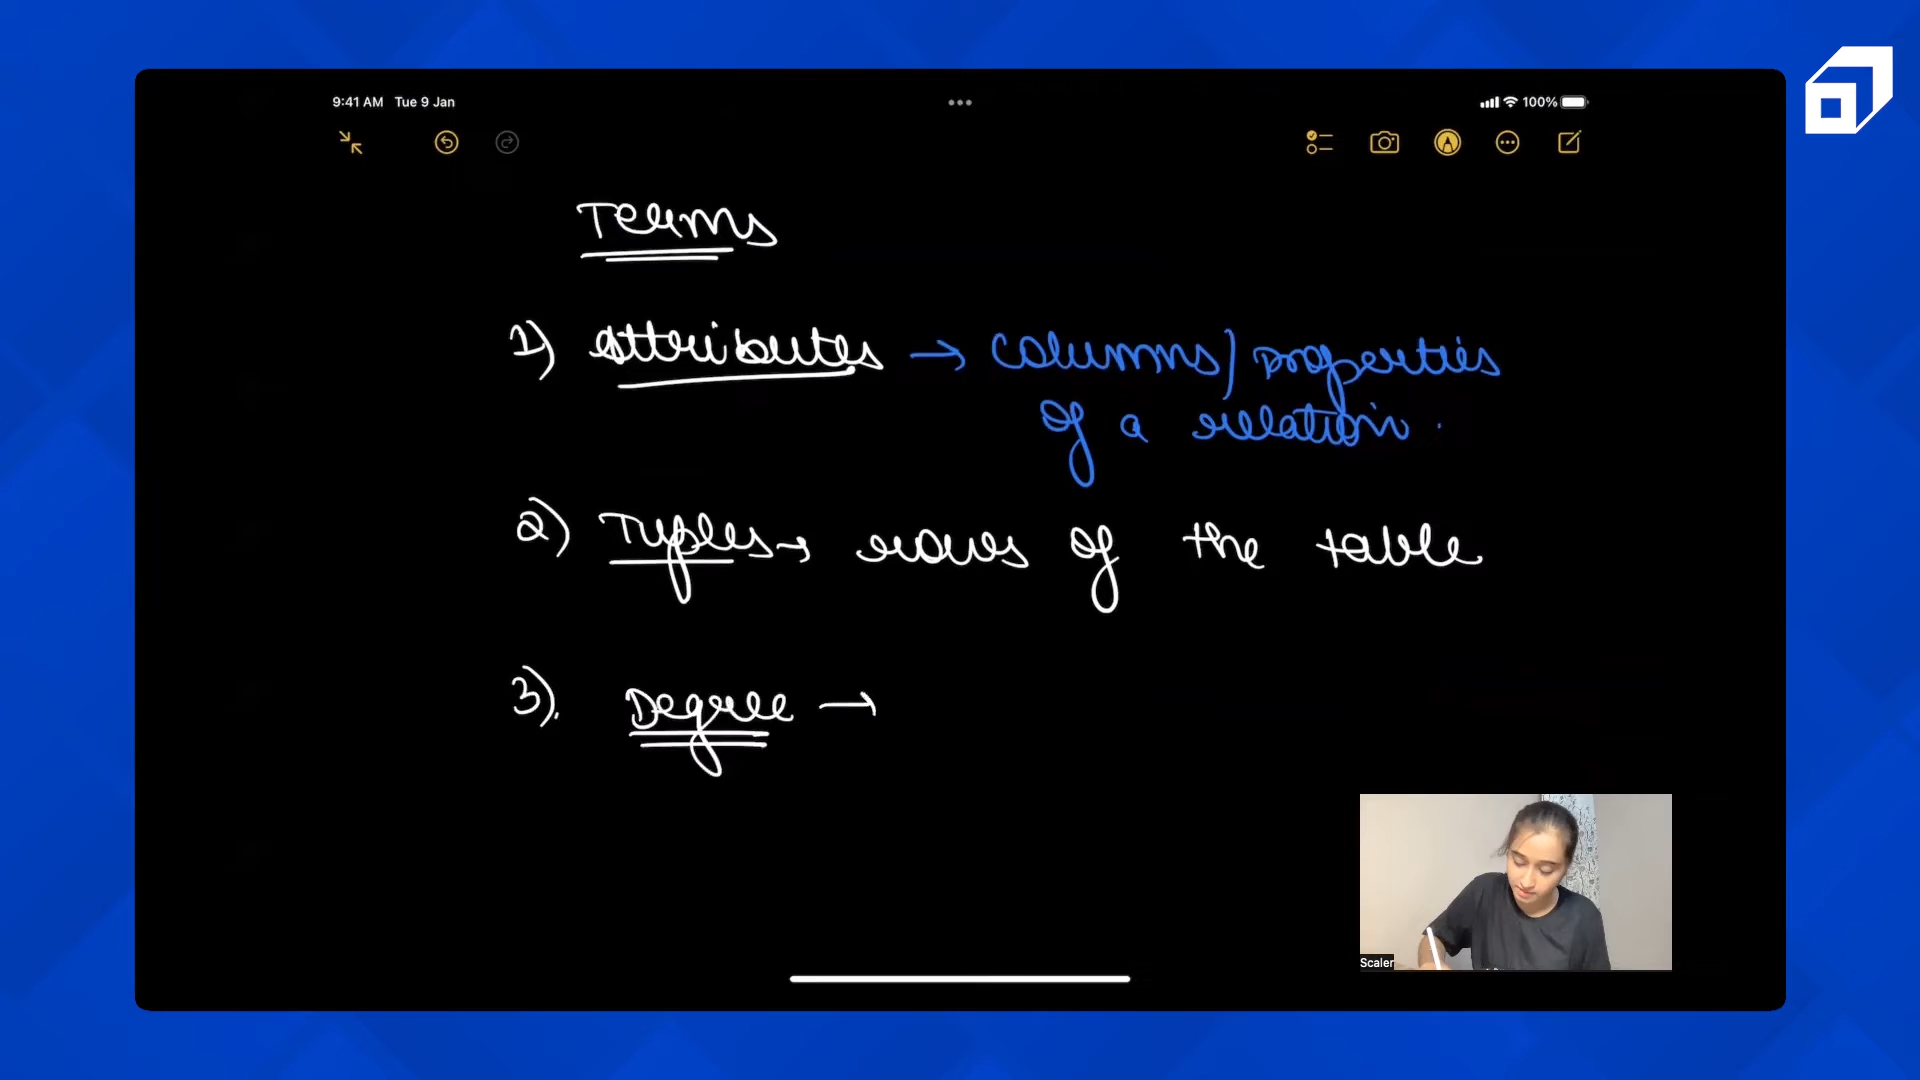 9:41 AM Tue 9 Jan
100%
Terms
1) attributes → columns/properties
of a relation.
2) Tuples → rows of the table
3). Degree →
Scaler